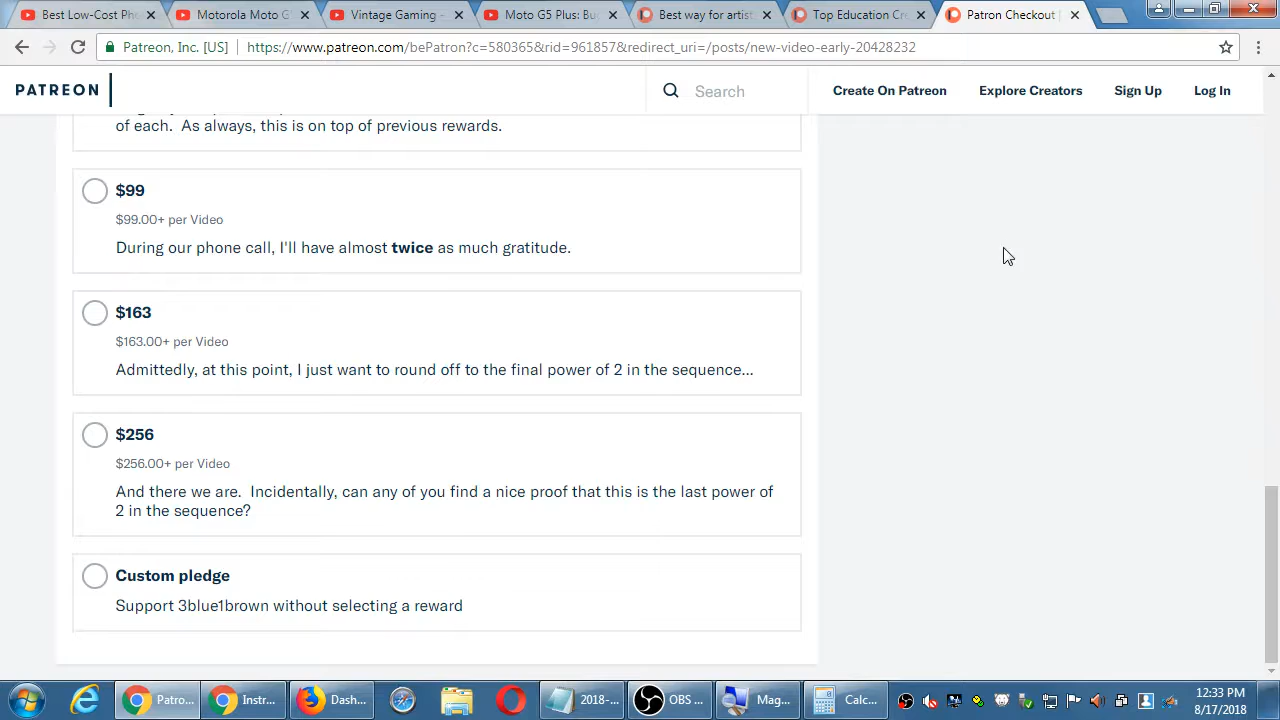 Best Low-Cost Ph
Motorola Moto G
Vintage Gaming -
Moto G5 Plus: Bu
Best way for artist
Top Education Cr
Patron Checkout
Patreon, Inc. [US]
https://www.patreon.com/bePatron?c=580865&rid=961857&redirect_uri=/posts/new-video-early-20428232
PATREON
Search
Create On Patreon
Explore Creators
Sign Up
Log In
of each. As always, this is on top of previous rewards.
$99
$99.00+ per Video
During our phone call, I'll have almost twice as much gratitude.
$163
$163.00+ per Video
Admittedly, at this point, I just want to round off to the final power of 2 in the sequence...
$256
$256.00+ per Video
And there we are. Incidentally, can any of you find a nice proof that this is the last power of
2 in the sequence?
Custom pledge
Support 3blue1brown without selecting a reward
Patro...
Instr...
Dash...
2018-...
OBS ...
Mag...
Calc...
12:33 PM
8/17/2018